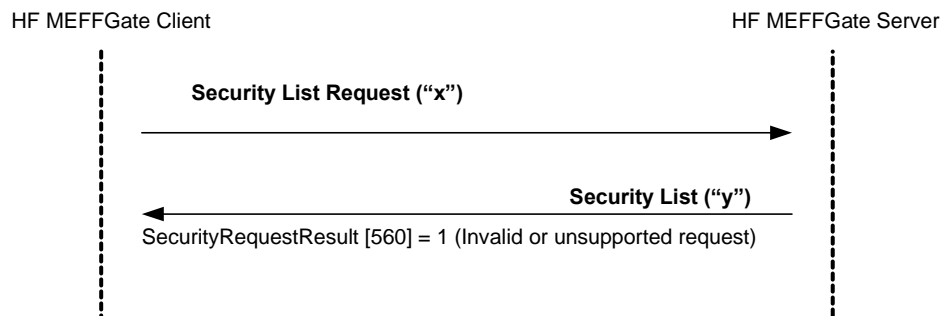 HF MEFFGate Client
HF MEFFGate Server
Security List Request (“x”)
Security List (“y”)
SecurityRequestResult [560] = 1 (Invalid or unsupported request)